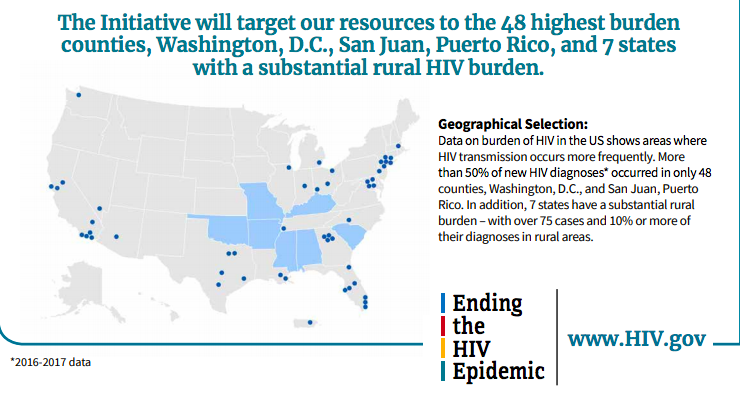 The Initiative will target our resources to the 48 highest burden
counties, Washington, D.C., San Juan, Puerto Rico, and 7 states
with a substantial rural HIV burden.
Geographical Selection:
Data on burden of HIV in the US shows areas where
HIV transmission occurs more frequently. More
than 50% of new HIV diagnoses* occurred in only 48
counties, Washington, D.C., and San Juan, Puerto
Rico. In addition, 7 states have a substantial rural
burden – with over 75 cases and 10% or more of
their diagnoses in rural areas.
Ending
the
HIV
Epidemic
www.HIV.gov
*2016-2017 data